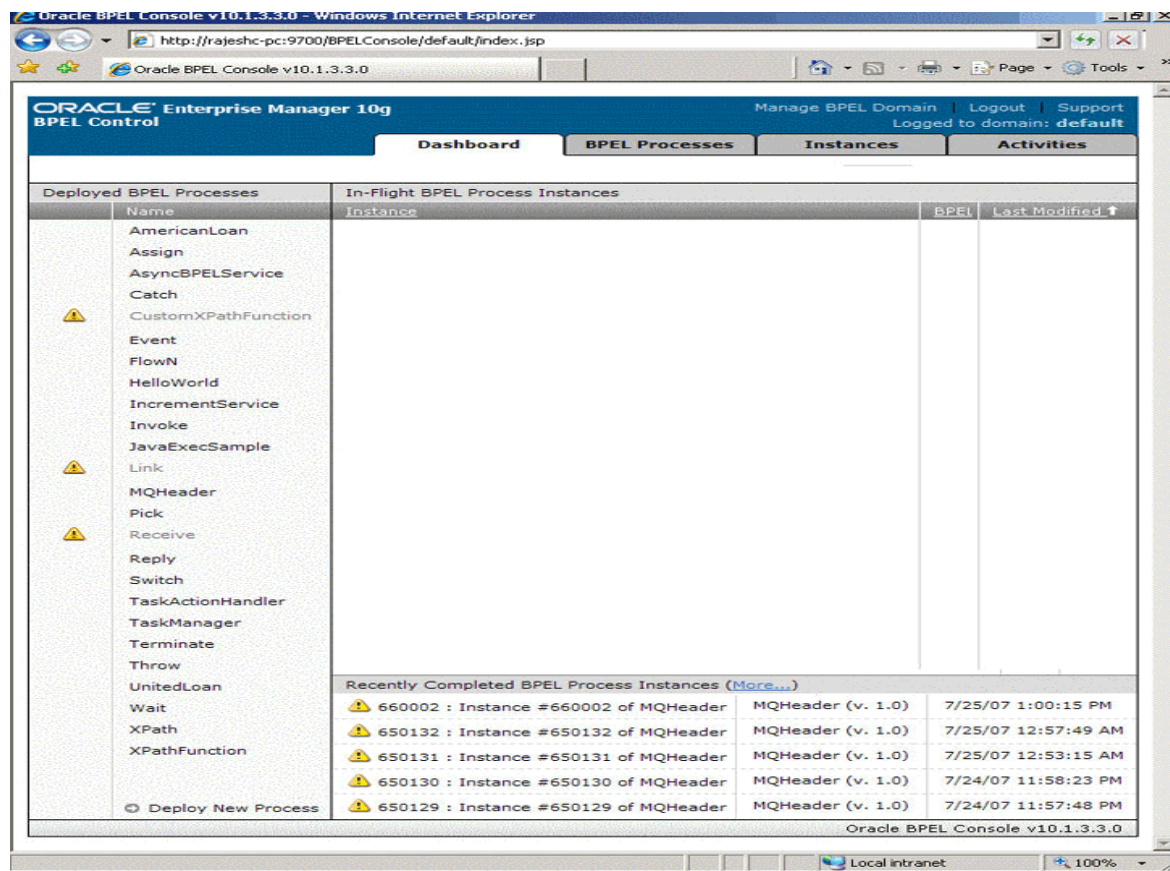 Oracle BPEL Console v10.1.3.3.0 - Windows Internet Explorer
http://rajeshc-pc:9700/BPELConsole/default/index.jsp
Oracle BPEL Console v10.1.3.3.0
Page
Tools
ORACLE Enterprise Manager 10g
BPEL Control
Manage BPEL Domain | Logout | Support
Logged to domain: default
Dashboard
BPEL Processes
Instances
Activities
Deployed BPEL Processes
Name
AmericanLoan
Assign
AsyncBPELService
Catch
CustomXPathFunction
Event
FlowN
HelloWorld
IncrementService
Invoke
JavaExecSample
Link
MQHeader
Pick
Receive
Reply
Switch
TaskActionHandler
TaskManager
Terminate
Throw
UnitedLoan
Wait
XPath
XPathFunction
Deploy New Process
In-Flight BPEL Process Instances
Instance BPEL Last Modified
Recently Completed BPEL Process Instances (More...)
660002 : Instance #660002 of MQHeader MQHeader (v. 1.0) 7/25/07 1:00:15 PM
650132 : Instance #650132 of MQHeader MQHeader (v. 1.0) 7/25/07 12:57:49 AM
650131 : Instance #650131 of MQHeader MQHeader (v. 1.0) 7/25/07 12:53:15 AM
650130 : Instance #650130 of MQHeader MQHeader (v. 1.0) 7/24/07 11:58:23 PM
650129 : Instance #650129 of MQHeader MQHeader (v. 1.0) 7/24/07 11:57:48 PM
Oracle BPEL Console v10.1.3.3.0
Local intranet
100%